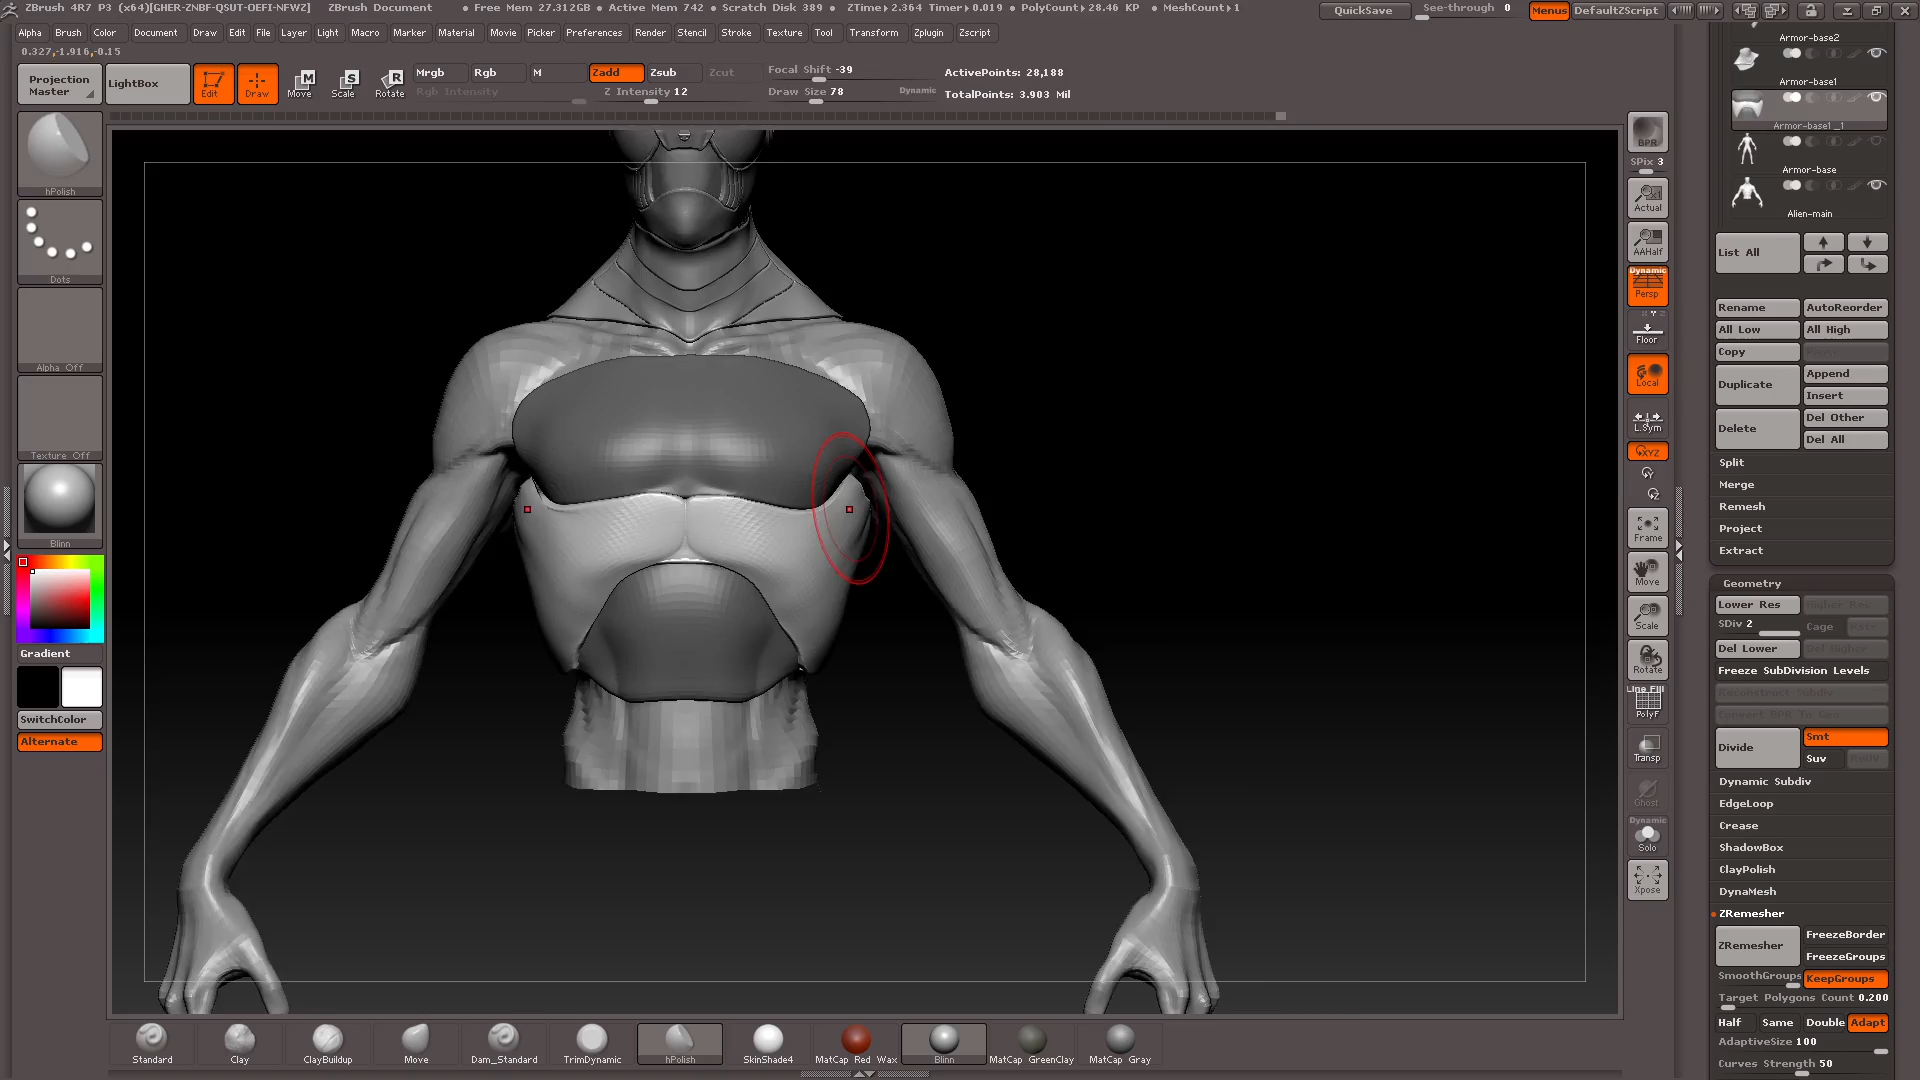 ZBrush 4R7 P3 (x64)[GHER-ZNBF-QSUT-OEFI-NFWZ] ZBrush Document • Free Mem 27.312GB • Active Mem 742 • Scratch Disk 389 • ZTime▸2.364 Timer▸0.019 • PolyCount▸28.46 KP • MeshCount▸1 QuickSave See-through 0 Menus DefaultZScript
Alpha Brush Color Document Draw Edit File Layer Light Macro Marker Material Movie Picker Preferences Render Stencil Stroke Texture Tool Transform Zplugin Zscript
0.327,-1.916,-0.15
Projection Master
LightBox
Edit
Draw
Move
Scale
Rotate
Mrgb Rgb M Zadd Zsub Zcut
Rgb Intensity
Z Intensity 12
Focal Shift -39
Draw Size 78
Dynamic
ActivePoints: 28,188
TotalPoints: 3.903 Mil
hPolish
Dots
Alpha Off
Texture Off
Blinn
Gradient
SwitchColor
Alternate
BPR
SPix 3
Actual
AAHalf
Dynamic
Persp
Floor
Local
L.Sym
XYZ
Y
Z
Frame
Move
Scale
Rotate
Line Fill
PolyF
Transp
Ghost
Dynamic
Solo
Xpose
Armor-base2
Armor-base1
Armor-base1_1
Armor-base
Alien-main
List All
Rename AutoReorder
All Low All High
Copy
Duplicate
Append
Insert
Delete
Del Other
Del All
Split
Merge
Remesh
Project
Extract
Geometry
Lower Res Higher Res
SDiv 2 Cage
Del Lower Del Higher
Freeze SubDivision Levels
Reconstruct Subdiv
Convert BPR To Geo
Divide
Smt
Suv
Dynamic Subdiv
EdgeLoop
Crease
ShadowBox
ClayPolish
DynaMesh
ZRemesher
ZRemesher
FreezeBorder
FreezeGroups
SmoothGroups KeepGroups
Target Polygons Count 0.200
Half Same Double Adapt
AdaptiveSize 100
Curves Strength 50
Standard Clay ClayBuildup Move Dam_Standard TrimDynamic hPolish SkinShade4 MatCap Red Wax Blinn MatCap GreenClay MatCap Gray